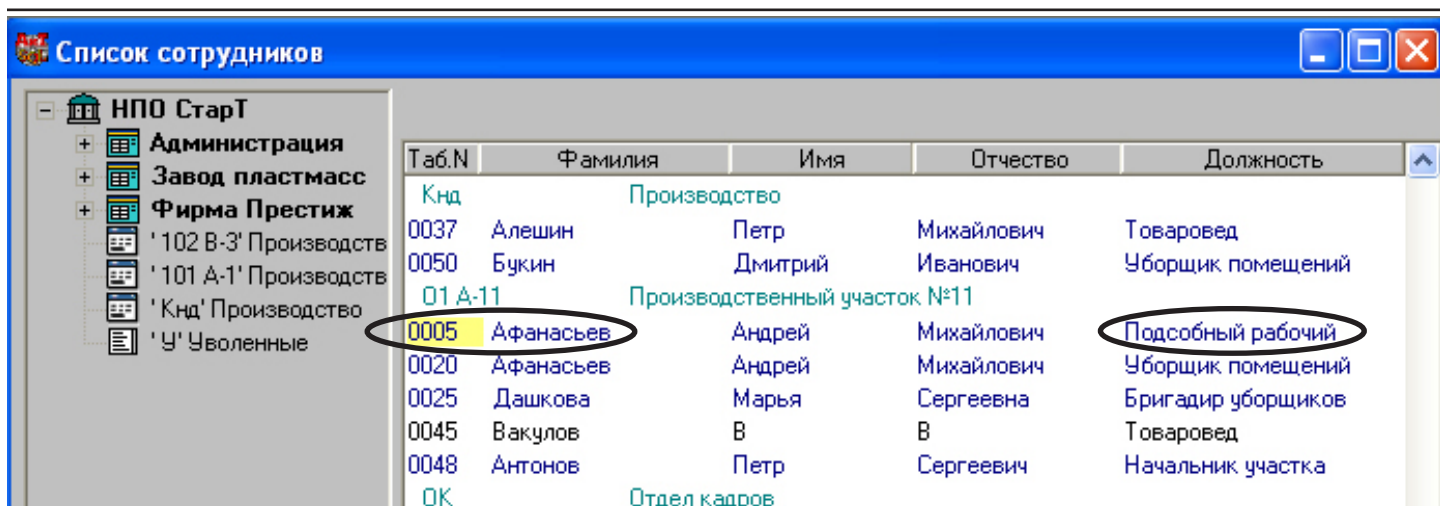 Список сотрудников
НПО СтарТ
Администрация
Завод пластмасс
Фирма Престиж
' 102 В-3' Производств
' 101 А-1' Производств
' Кнд' Производство
' У' Уволенные
Таб.N Фамилия Имя Отчество Должность
Кнд Производство
0037 Алешин Петр Михайлович Товаровед
0050 Букин Дмитрий Иванович Уборщик помещений
01 А-11 Производственный участок №11
0005 Афанасьев Андрей Михайлович Подсобный рабочий
0020 Афанасьев Андрей Михайлович Уборщик помещений
0025 Дашкова Марья Сергеевна Бригадир уборщиков
0045 Вакулов В В Товаровед
0048 Антонов Петр Сергеевич Начальник участка
ОК Отдел кадров